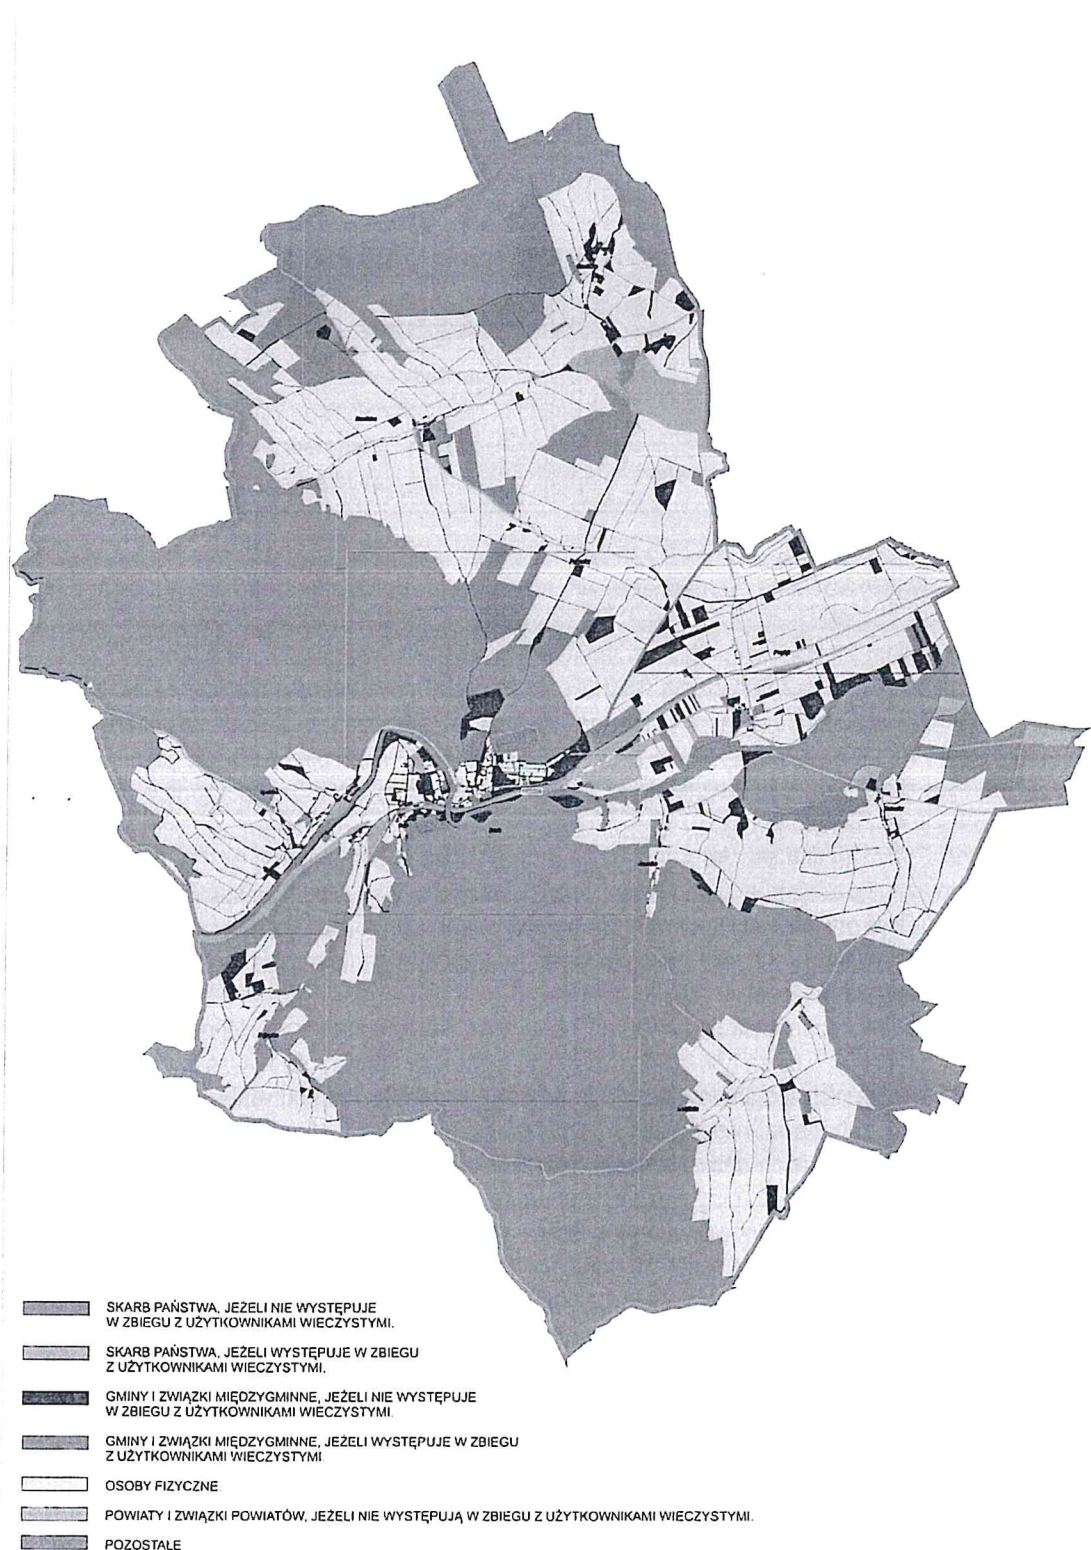 SKARB PAŃSTWA, JEŻELI NIE WYSTĘPUJE
W ZBIEGU Z UŻYTKOWNIKAMI WIECZYSTYMI.
SKARB PAŃSTWA, JEŻELI WYSTĘPUJE W ZBIEGU
Z UŻYTKOWNIKAMI WIECZYSTYMI.
GMINY I ZWIĄZKI MIĘDZYGMINNE, JEŻELI NIE WYSTĘPUJE
W ZBIEGU Z UŻYTKOWNIKAMI WIECZYSTYMI.
GMINY I ZWIĄZKI MIĘDZYGMINNE, JEŻELI WYSTĘPUJE W ZBIEGU
Z UŻYTKOWNIKAMI WIECZYSTYMI
OSOBY FIZYCZNE
POWIATY I ZWIĄZKI POWIATÓW, JEŻELI NIE WYSTĘPUJĄ W ZBIEGU Z UŻYTKOWNIKAMI WIECZYSTYMI.
POZOSTAŁE